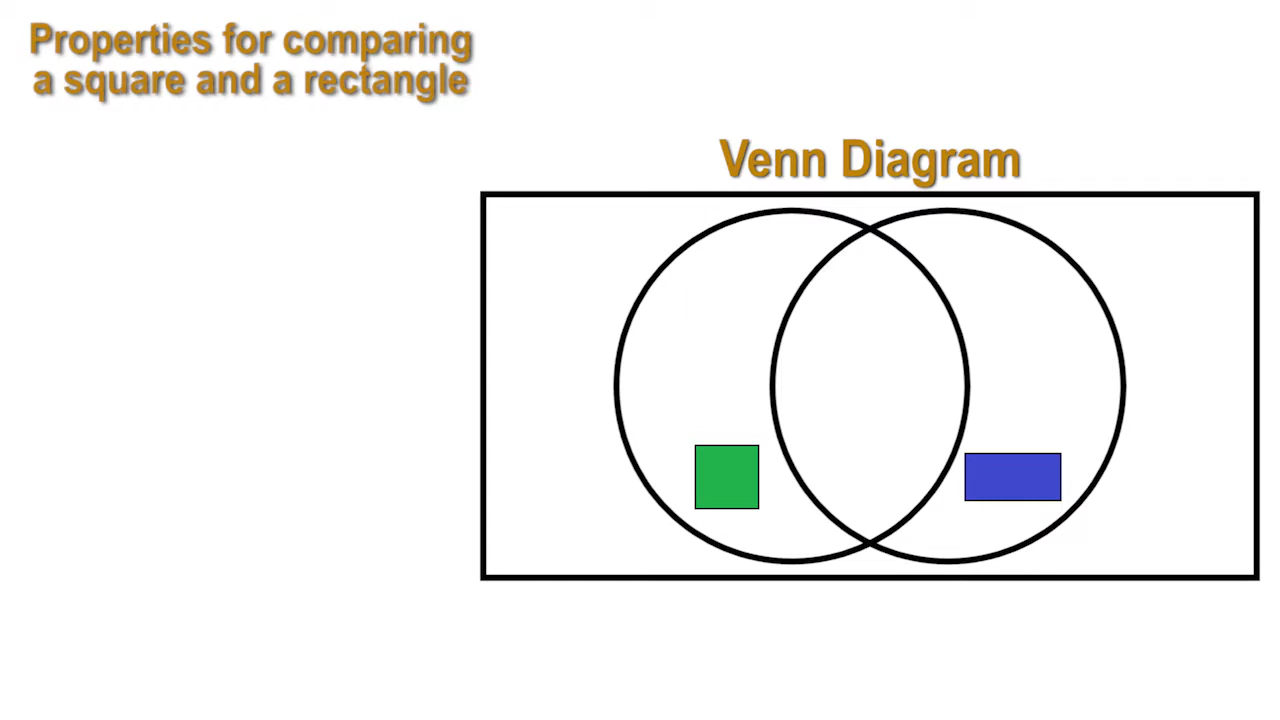 Properties for comparing
a square and a rectangle
Venn Diagram